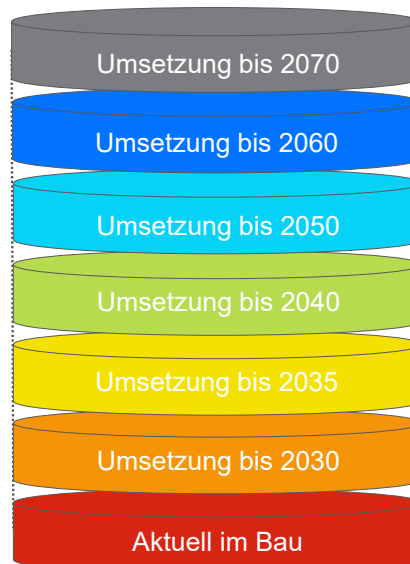 Umsetzung bis 2070
Umsetzung bis 2060
Umsetzung bis 2050
Umsetzung bis 2040
Umsetzung bis 2035
Umsetzung bis 2030
Aktuell im Bau